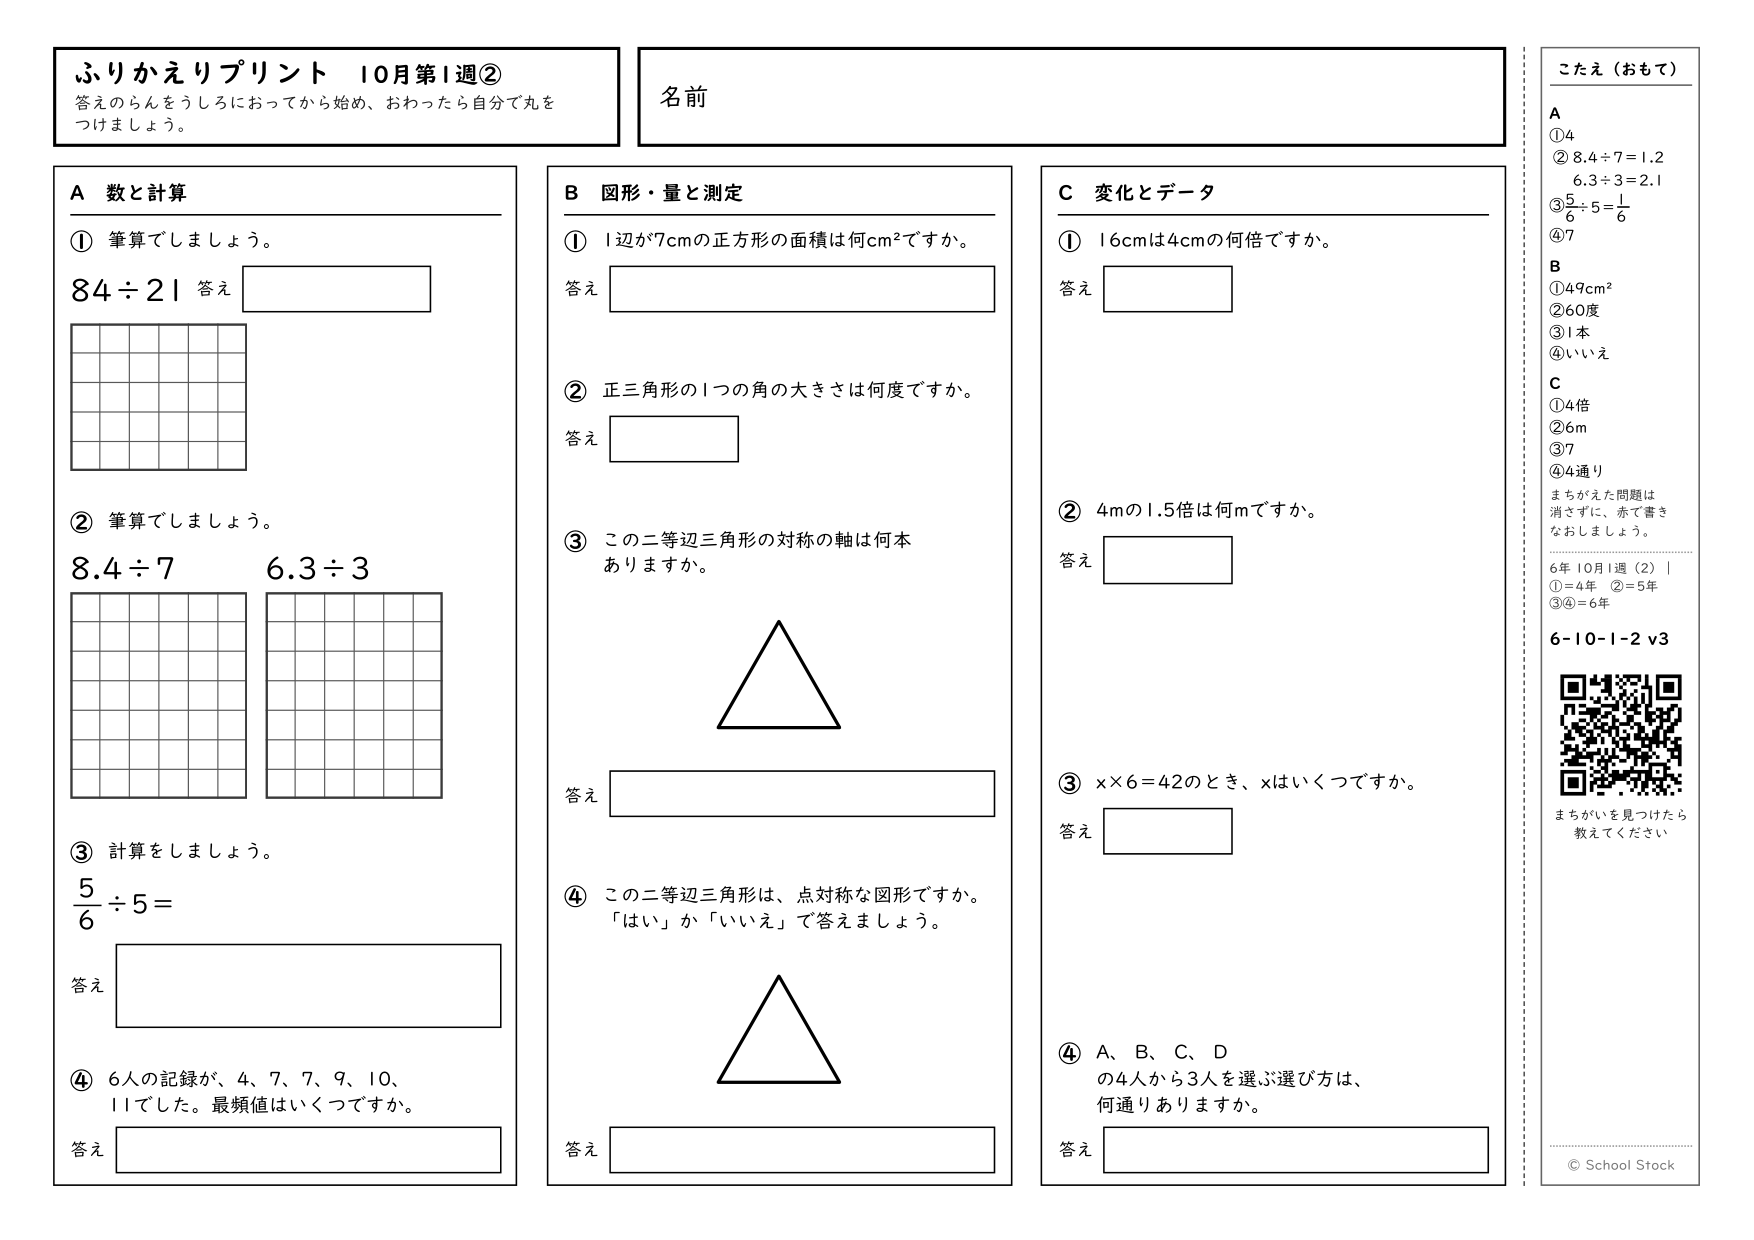 ふりかえりプリント　10月第1週②
答えのらんをうしろにおってから始め、おわったら自分で丸を
つけましょう。
名前
A　数と計算
① 筆算でしましょう。
84÷21 答え
② 筆算でしましょう。
8.4÷7　6.3÷3
③ 計算をしましょう。
5/6÷5＝
答え
④ 6人の記録が、4、7、7、9、10、
11でした。最頻値はいくつですか。
答え
B　図形・量と測定
① 1辺が7cmの正方形の面積は何cm²ですか。
答え
② 正三角形の1つの角の大きさは何度ですか。
答え
③ この二等辺三角形の対称の軸は何本
ありますか。
答え
④ この二等辺三角形は、点対称な図形ですか。
「はい」か「いいえ」で答えましょう。
答え
C　変化とデータ
① 16cmは4cmの何倍ですか。
答え
② 4mの1.5倍は何mですか。
答え
③ x×6＝42のとき、xはいくつですか。
答え
④ A、 B、 C、 D
の4人から3人を選ぶ選び方は、
何通りありますか。
答え
こたえ（おもて）
A
①4
② 8.4÷7＝1.2
6.3÷3＝2.1
③5/6÷5＝1/6
④7
B
①49cm²
②60度
③1本
④いいえ
C
①4倍
②6m
③7
④4通り
まちがえた問題は
消さずに、赤で書き
なおしましょう。
6年 10月1週（2）｜
①＝4年　②＝5年
③④＝6年
6-10-1-2 v3
まちがいを見つけたら
教えてください
© School Stock